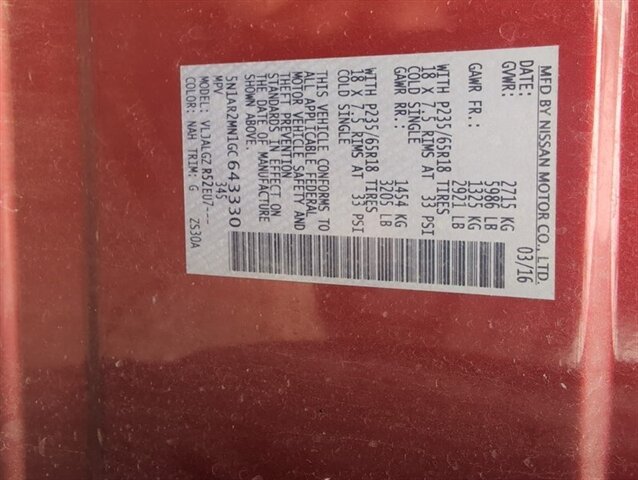 MFD BY NISSAN MOTOR CO., LTD.
DATE: 03/16
GVWR: 2715 KG
5986 LB
GAWR FR.: 1325 KG
2921 LB
WITH P235/65R18 TIRES
18 X 7.5 RIMS AT 33 PSI
COLD SINGLE
GAWR RR.: 1454 KG
3205 LB
WITH P235/65R18 TIRES
18 X 7.5 RIMS AT 33 PSI
COLD SINGLE
THIS VEHICLE CONFORMS TO
ALL APPLICABLE FEDERAL
MOTOR VEHICLE SAFETY AND
THEFT PREVENTION
STANDARDS IN EFFECT ON
THE DATE OF MANUFACTURE
SHOWN ABOVE.
5N1AR2MN1GC643330
MPV 345
MODEL: VLJALGZ R52EU7---
COLOR: NAH TRIM: G ZS30A